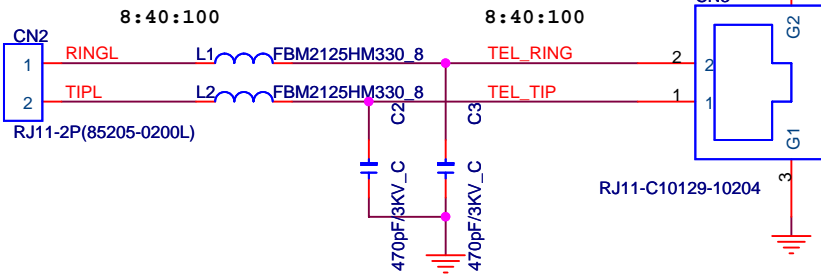 8:40:100
8:40:100
CN2
G2
1
RINGL
L1
FBM2125HM330_8
TEL_RING
2
2
2
TIPL
L2
FBM2125HM330_8
TEL_TIP
1
1
RJ11-2P(85205-0200L)
C2
C3
G1
470pF/3KV_C
470pF/3KV_C
3
RJ11-C10129-10204